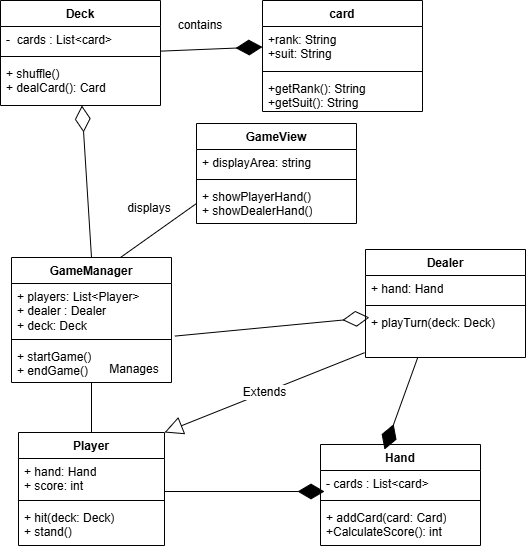 Deck
- cards : List<card>
+ shuffle()
+ dealCard(): Card
contains
card
+rank: String
+suit: String
+getRank(): String
+getSuit(): String
GameView
+ displayArea: string
+ showPlayerHand()
+ showDealerHand()
displays
GameManager
+ players: List<Player>
+ dealer : Dealer
+ deck: Deck
+ startGame()
+ endGame()
Manages
Dealer
+ hand: Hand
+ playTurn(deck: Deck)
Extends
Player
+ hand: Hand
+ score: int
+ hit(deck: Deck)
+ stand()
Hand
- cards : List<card>
+ addCard(card: Card)
+CalculateScore(): int